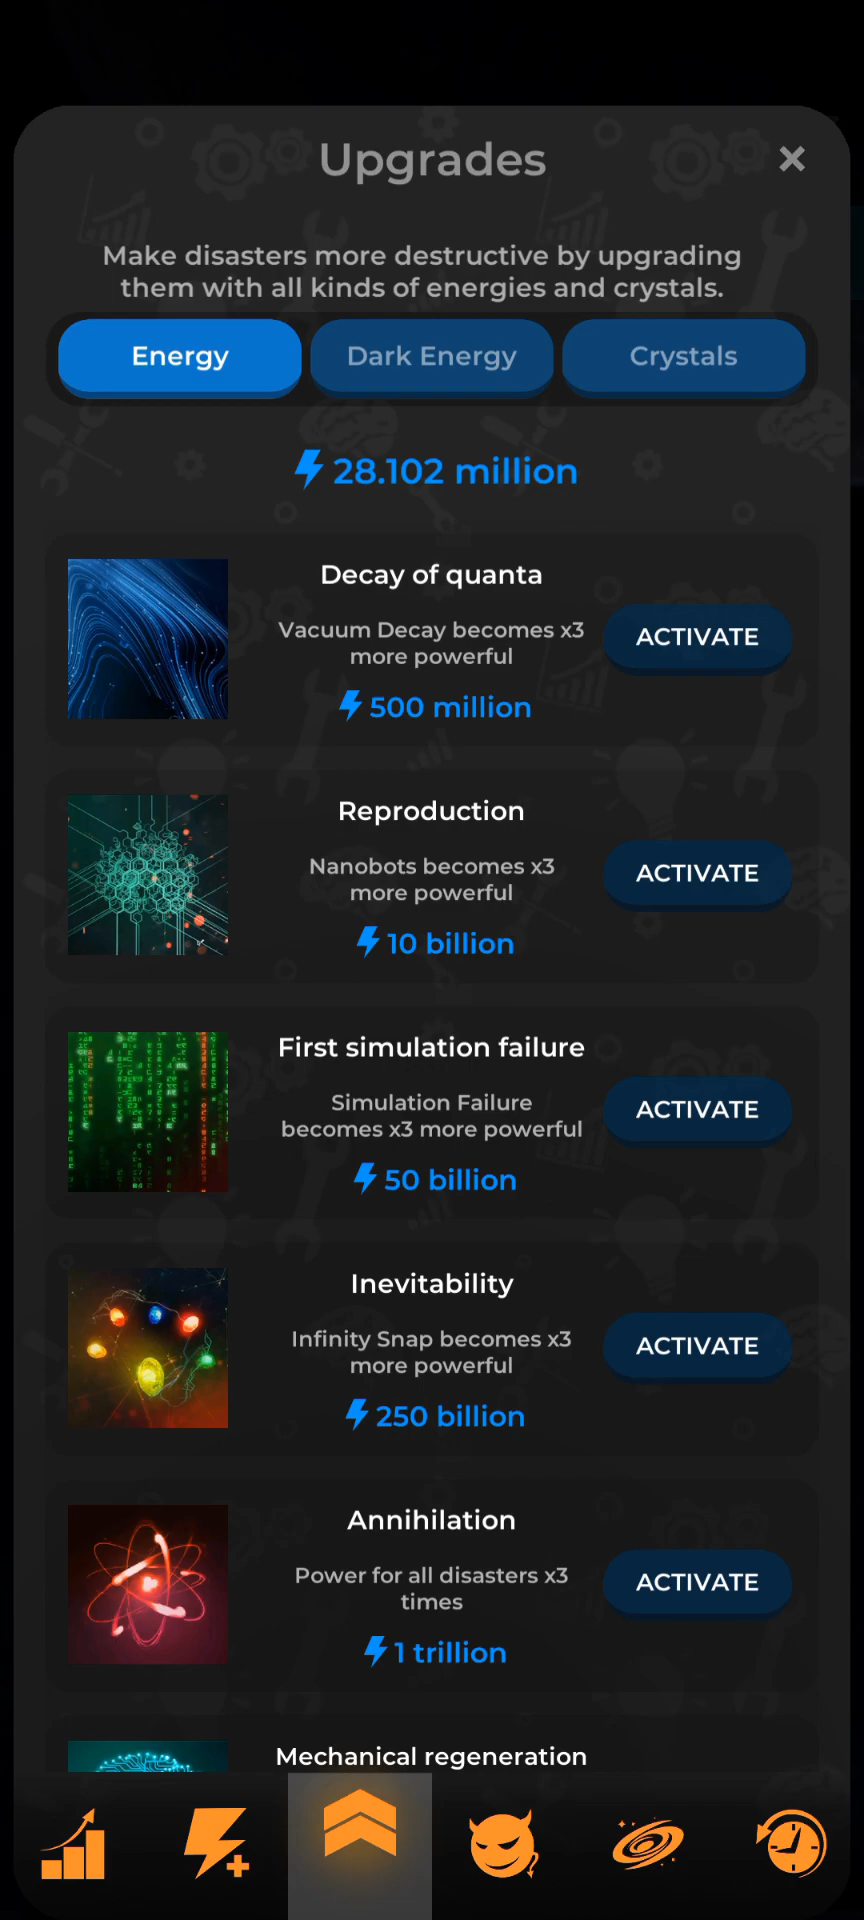 Upgrades
Make disasters more destructive by upgrading
them with all kinds of energies and crystals.
Energy
Dark Energy
Crystals
28.102 million
Decay of quanta
Vacuum Decay becomes x3
more powerful
500 million
ACTIVATE
Reproduction
Nanobots becomes x3
more powerful
10 billion
ACTIVATE
First simulation failure
Simulation Failure
becomes x3 more powerful
50 billion
ACTIVATE
Inevitability
Infinity Snap becomes x3
more powerful
250 billion
ACTIVATE
Annihilation
Power for all disasters x3
times
1 trillion
ACTIVATE
Mechanical regeneration